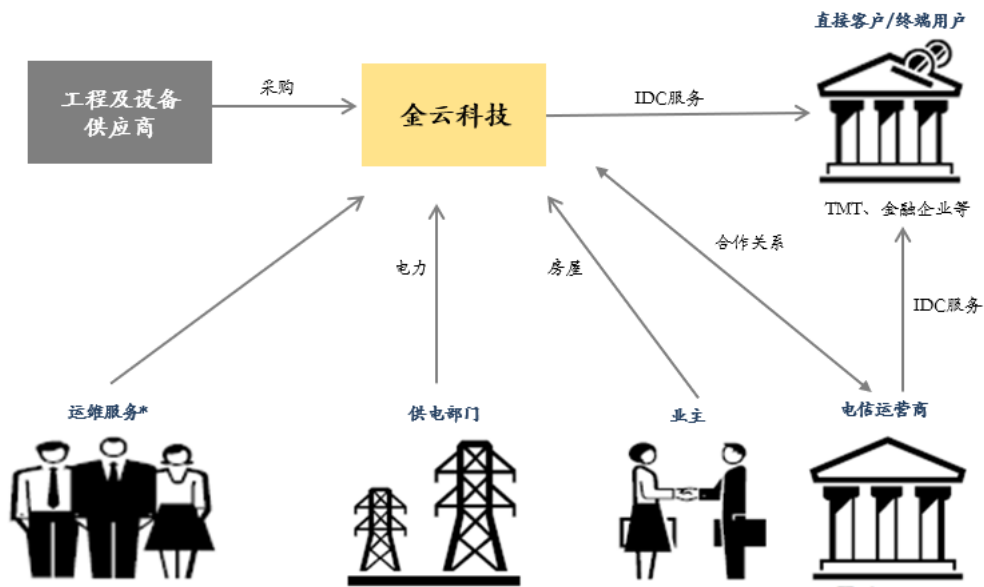 直接客户/终端用户
工程及设备
供应商
采购
金云科技
IDC服务
TMT、金融企业等
合作关系
电力
房屋
IDC服务
运维服务*
供电部门
业主
电信运营商